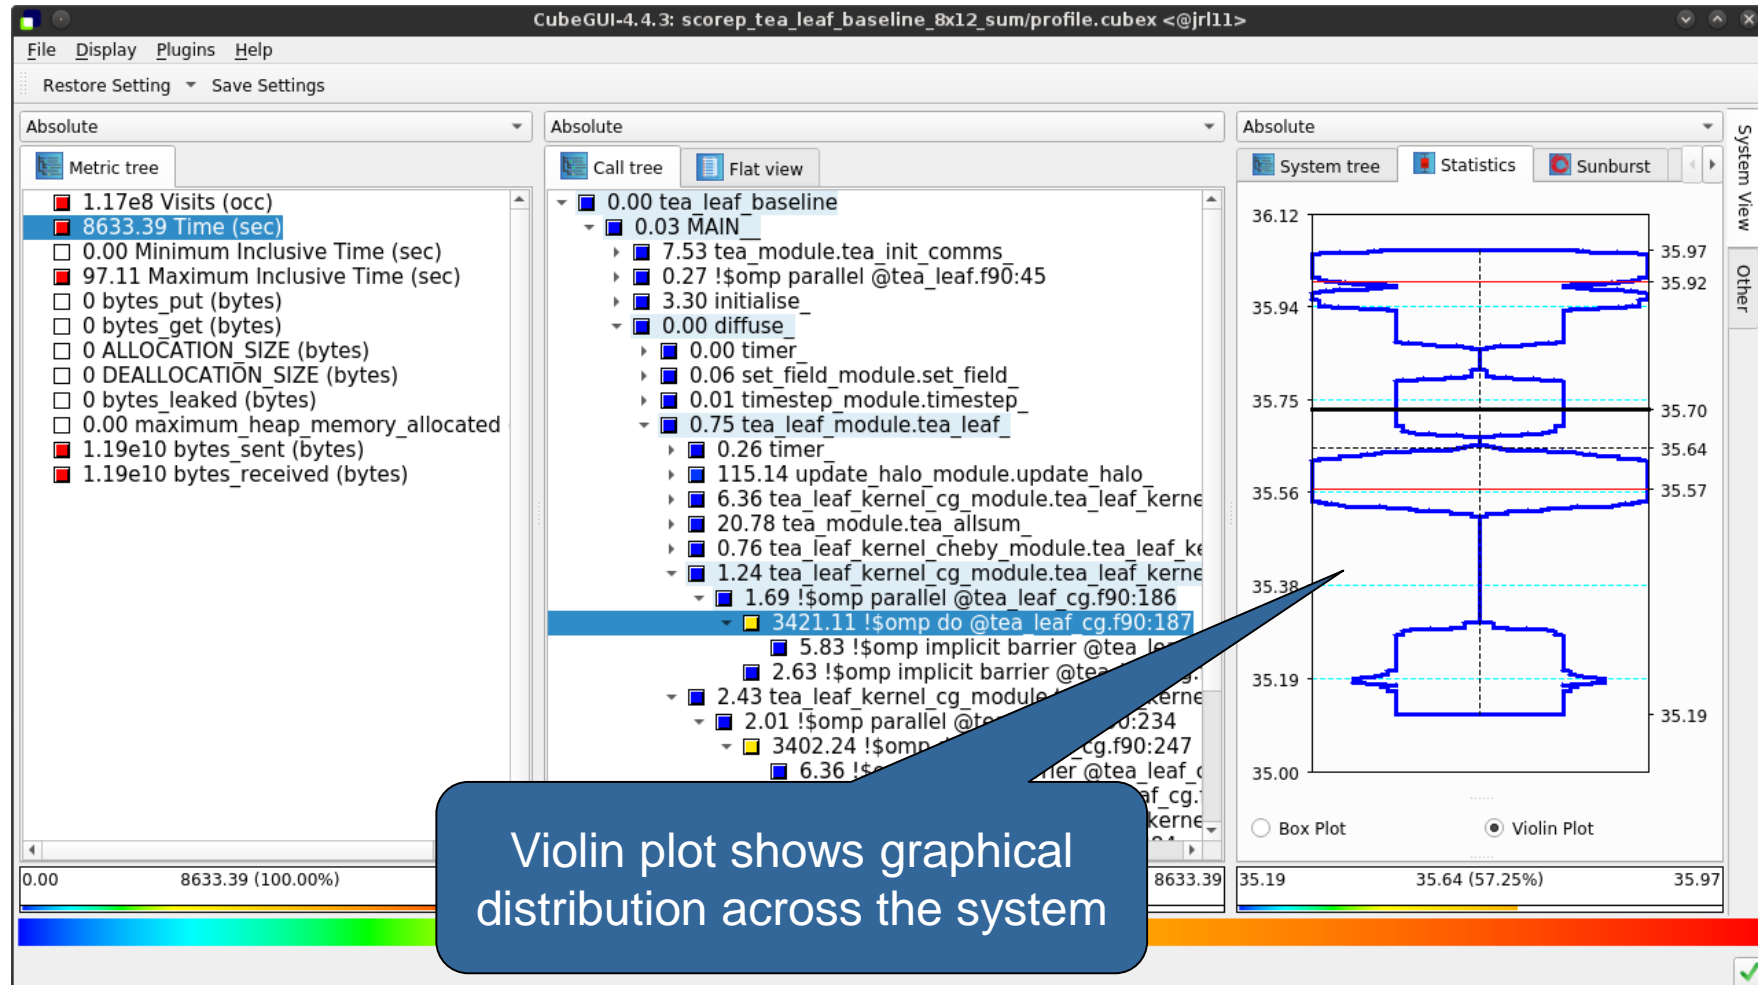 CubeGUI-4.4.3: scorep_tea_leaf_baseline_8x12_sum/profile.cubex <@jrl11>
File Display Plugins Help
Restore Setting Save Settings
Absolute
Metric tree
1.17e8 Visits (occ)
8633.39 Time (sec)
0.00 Minimum Inclusive Time (sec)
97.11 Maximum Inclusive Time (sec)
0 bytes_put (bytes)
0 bytes_get (bytes)
0 ALLOCATION_SIZE (bytes)
0 DEALLOCATION_SIZE (bytes)
0 bytes_leaked (bytes)
0.00 maximum_heap_memory_allocated
1.19e10 bytes_sent (bytes)
1.19e10 bytes_received (bytes)
0.00 8633.39 (100.00%)
Absolute
Call tree Flat view
0.00 tea_leaf_baseline
0.03 MAIN__
7.53 tea_module.tea_init_comms_
0.27 !$omp parallel @tea_leaf.f90:45
3.30 initialise_
0.00 diffuse_
0.00 timer_
0.06 set_field_module.set_field_
0.01 timestep_module.timestep_
0.75 tea_leaf_module.tea_leaf_
0.26 timer_
115.14 update_halo_module.update_halo_
6.36 tea_leaf_kernel_cg_module.tea_leaf_kerne
20.78 tea_module.tea_allsum_
0.76 tea_leaf_kernel_cheby_module.tea_leaf_ke
1.24 tea_leaf_kernel_cg_module.tea_leaf_kerne
1.69 !$omp parallel @tea_leaf_cg.f90:186
3421.11 !$omp do @tea_leaf_cg.f90:187
5.83 !$omp implicit barrier @tea_lea
2.63 !$omp implicit barrier @tea
2.43 tea_leaf_kernel_cg_module. erne
2.01 !$omp parallel @tea 0:234
3402.24 !$omp cg.f90:247
6.36 !$ ier @tea_leaf_c
af_cg.
kerne
8633.39
Absolute
System tree Statistics Sunburst
36.12
35.97
35.92
35.94
35.75
35.70
35.64
35.56
35.57
35.38
35.19
35.19
35.00
Box Plot Violin Plot
35.19 35.64 (57.25%) 35.97
System View
Other
Violin plot shows graphical
distribution across the system